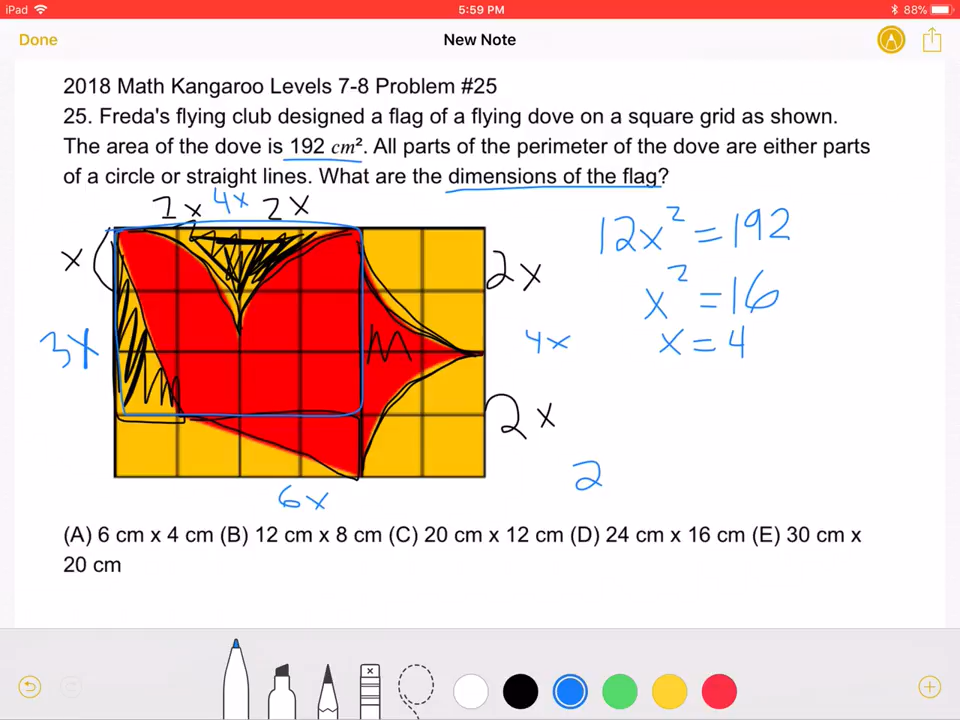 iPad 5:59 PM 88%
Done New Note
2018 Math Kangaroo Levels 7-8 Problem #25
25. Freda's flying club designed a flag of a flying dove on a square grid as shown.
The area of the dove is 192 cm². All parts of the perimeter of the dove are either parts
of a circle or straight lines. What are the dimensions of the flag?
2x 4x 2x
12x² = 192
x 2x
x² = 16
3x 4x x = 4
2x
2
6x
(A) 6 cm x 4 cm (B) 12 cm x 8 cm (C) 20 cm x 12 cm (D) 24 cm x 16 cm (E) 30 cm x
20 cm